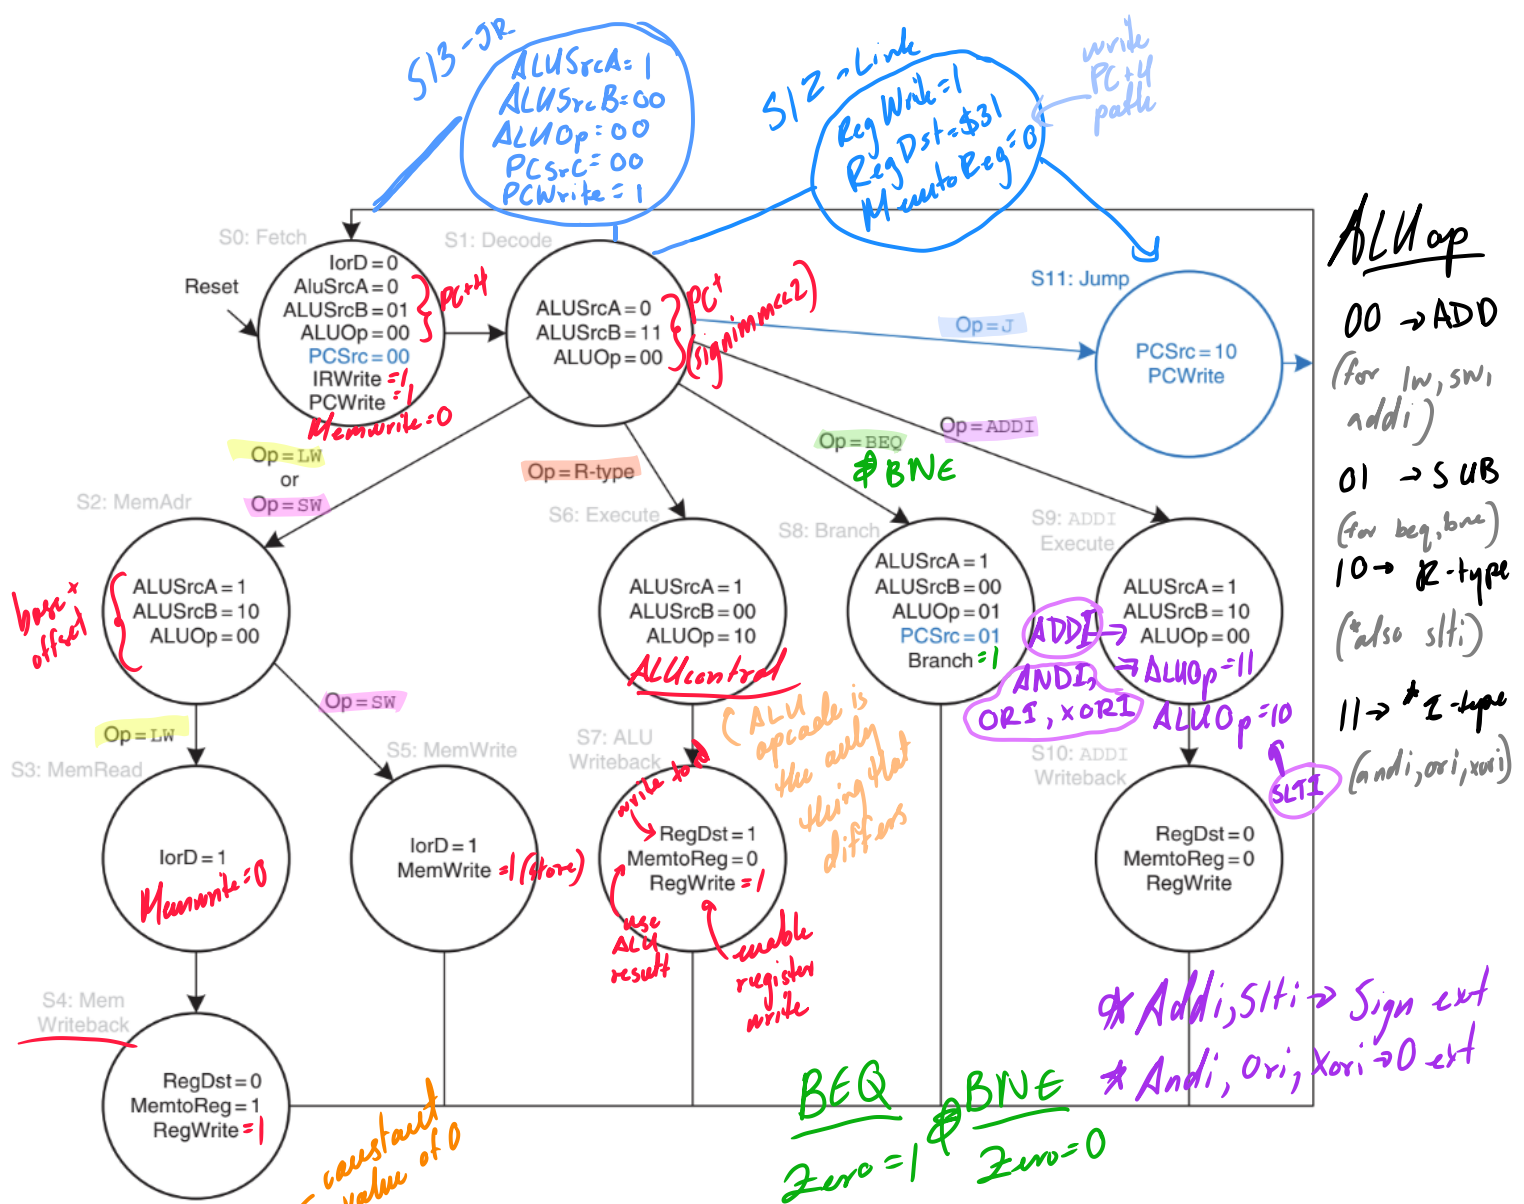 S13-JR
ALUSrcA=1
ALUSrcB=00
ALUOp=00
PCSrc=00
PCWrite=1
S12-Link
RegWrite=1
RegDst=$31
MemtoReg=0
write
PC+4
path
S0: Fetch
Reset
IorD=0
AluSrcA=0
ALUSrcB=01
ALUOp=00
PCSrc=00
IRWrite =1
PCWrite =1
Memwrite=0
PC+4
S1: Decode
ALUSrcA=0
ALUSrcB=11
ALUOp=00
PC+
(signimm<<2)
Op=J
S11: Jump
PCSrc=10
PCWrite
ALUop
00 →ADD
(for lw, sw,
addi)
01 →SUB
(for beq, bne)
10→ R-type
(*also slti)
11→ *I-type
(andi, ori, xori)
Op=LW
or
Op=SW
Op=R-type
Op=BEQ
BNE
Op=ADDI
S2: MemAdr
ALUSrcA=1
ALUSrcB=10
ALUOp=00
base+
offset
S6: Execute
ALUSrcA=1
ALUSrcB=00
ALUOp=10
ALUcontrol
S8: Branch
ALUSrcA=1
ALUSrcB=00
ALUOp=01
PCSrc=01
Branch =1
S9: ADDI
Execute
ALUSrcA=1
ALUSrcB=10
ALUOp=00
ADDI→
ANDI,
ORI, XORI
⇒ALUOp=11
ALUOp=10
SLTI
Op=LW
Op=SW
S3: MemRead
IorD=1
Memwrite=0
S5: MemWrite
IorD=1
MemWrite =1 (store)
S7: ALU
Writeback
write to rd
RegDst=1
MemtoReg=0
RegWrite =1
use
ALU
result
enable
register
write
ALU
opcode is
the only
thing that
differs
S10: ADDI
Writeback
RegDst=0
MemtoReg=0
RegWrite
S4: Mem
Writeback
RegDst=0
MemtoReg=1
RegWrite =1
* Addi, Slti→ Sign ext
* Andi, Ori, Xori→0 ext
BEQ
Zero=1
BNE
Zero=0
constant
value of 0